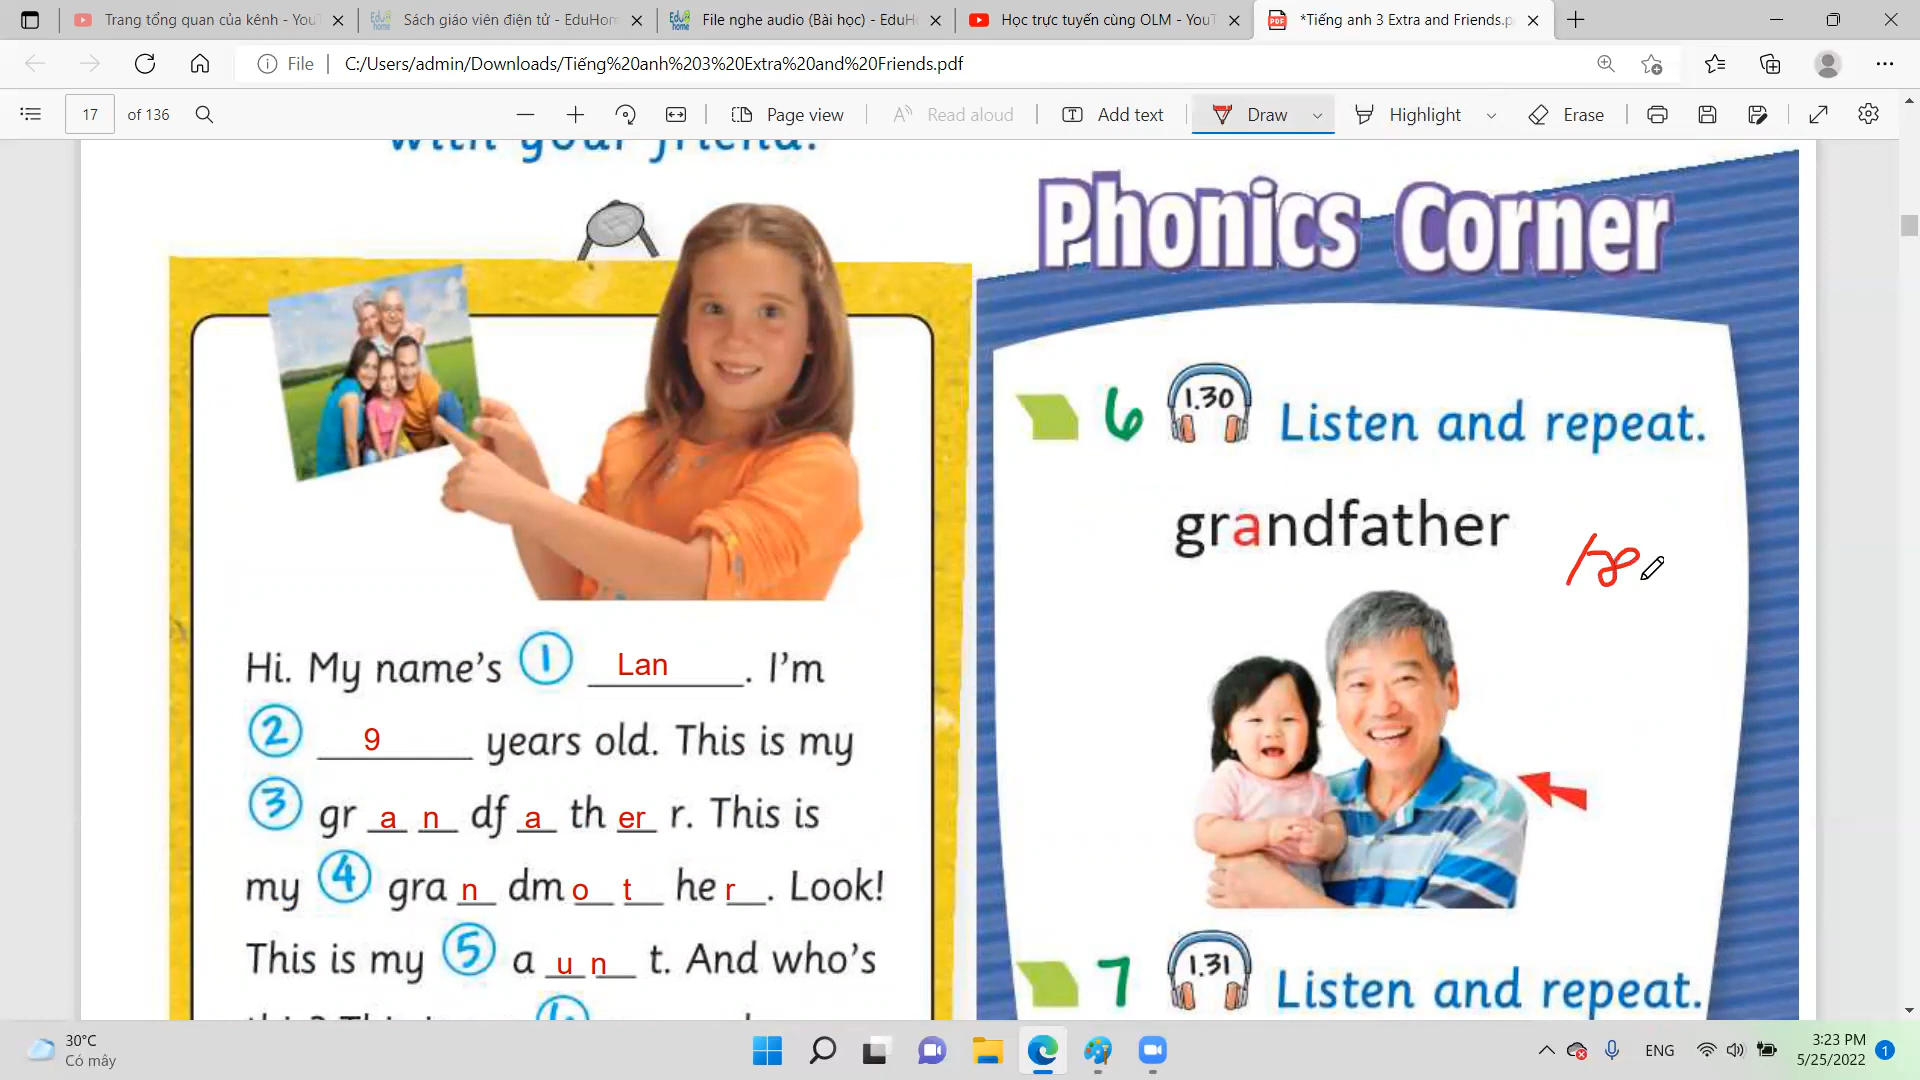 Trang tổng quan của kênh - YouT
Sách giáo viên điện tử - EduHom
File nghe audio (Bài học) - EduH
Học trực tuyến cùng OLM - YouT
*Tiếng anh 3 Extra and Friends.p
File
C:/Users/admin/Downloads/Tiếng%20anh%203%20Extra%20and%20Friends.pdf
17 of 136
Page view
Read aloud
Add text
Draw
Highlight
Erase
with your friend.
Phonics Corner
6 1.30 Listen and repeat.
grandfather
Hi. My name's 1 Lan. I'm
2 9 years old. This is my
3 gr a n df a th er r. This is
my 4 gra n dm o t he r. Look!
This is my 5 a u n t. And who's
7 1.31 Listen and repeat.
30°C
Có mây
ENG
3:23 PM
5/25/2022
1